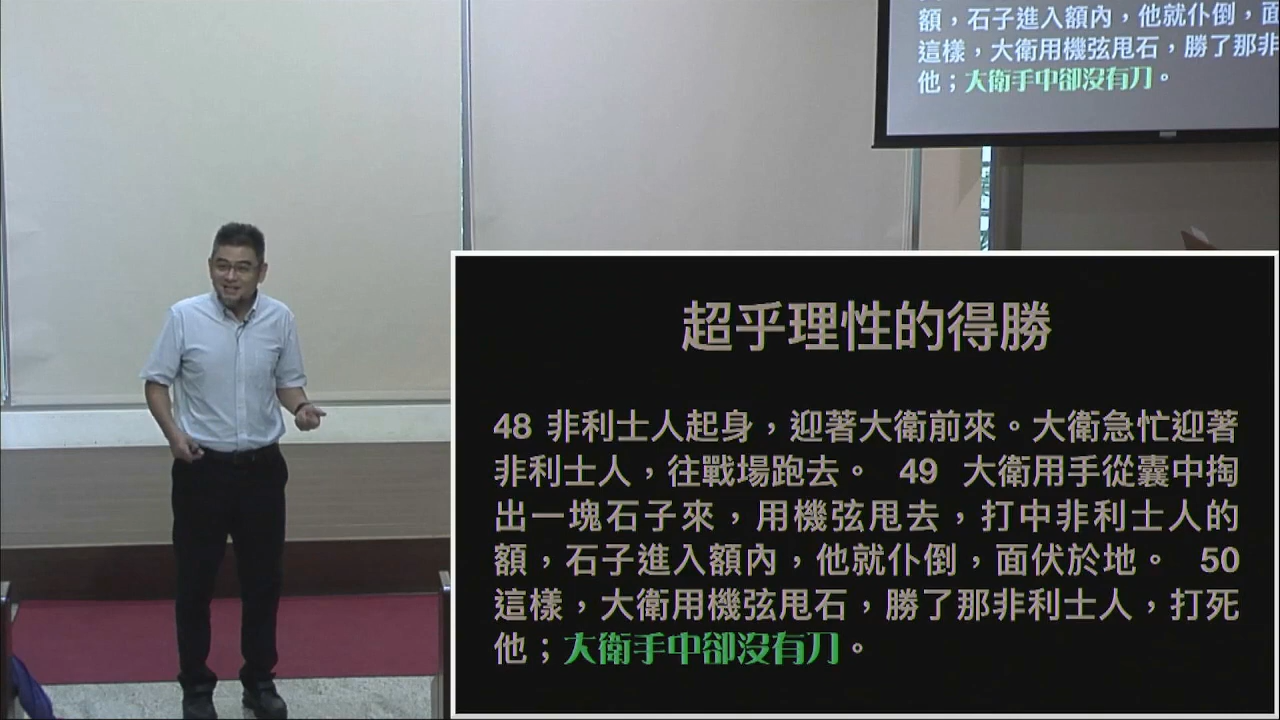 額，石子進入額內，他就仆倒，面
這樣，大衛用機弦甩石，勝了那非
他；大衛手中卻沒有刀。
超乎理性的得勝
48 非利士人起身，迎著大衛前來。大衛急忙迎著
非利士人，往戰場跑去。 49 大衛用手從囊中掏
出一塊石子來，用機弦甩去，打中非利士人的
額，石子進入額內，他就仆倒，面伏於地。 50
這樣，大衛用機弦甩石，勝了那非利士人，打死
他；大衛手中卻沒有刀。